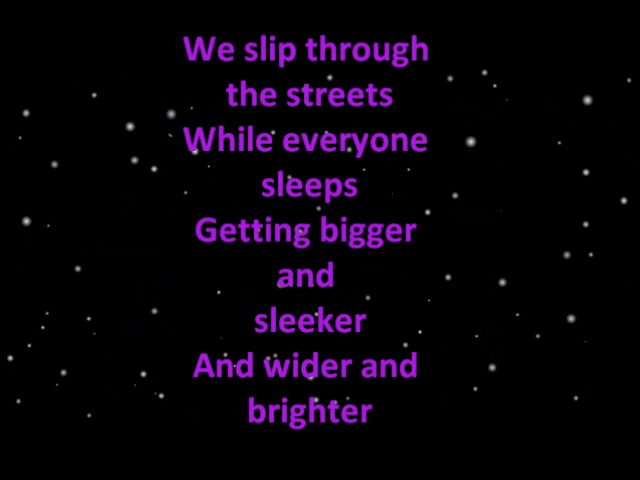 We slip through
the streets
While everyone
sleeps
Getting bigger
and
sleeker
And wider and
brighter